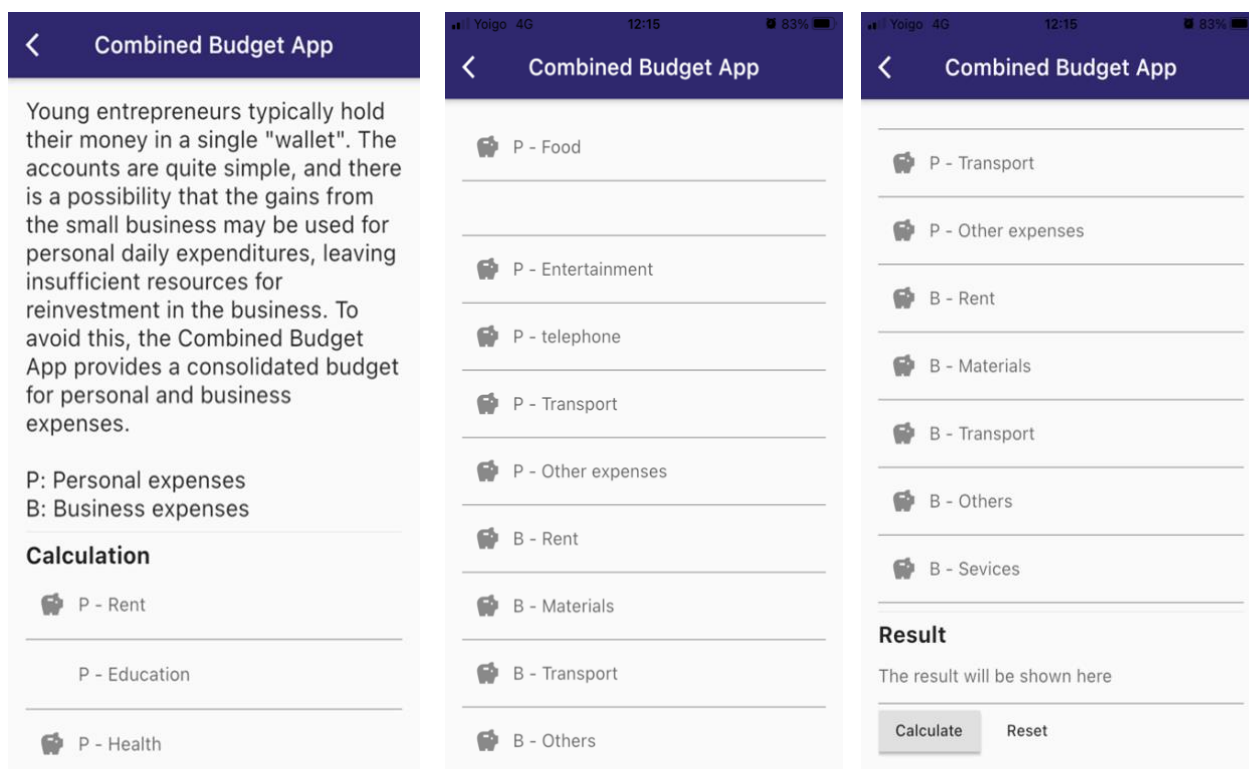 Combined Budget App
Young entrepreneurs typically hold
their money in a single "wallet". The
accounts are quite simple, and there
is a possibility that the gains from
the small business may be used for
personal daily expenditures, leaving
insufficient resources for
reinvestment in the business. To
avoid this, the Combined Budget
App provides a consolidated budget
for personal and business
expenses.
P: Personal expenses
B: Business expenses
Calculation
P - Rent
P - Education
P - Health
Yoigo 4G 12:15 83%
Combined Budget App
P - Food
P - Entertainment
P - telephone
P - Transport
P - Other expenses
B - Rent
B - Materials
B - Transport
B - Others
Yoigo 4G 12:15 83%
Combined Budget App
P - Transport
P - Other expenses
B - Rent
B - Materials
B - Transport
B - Others
B - Sevices
Result
The result will be shown here
Calculate Reset